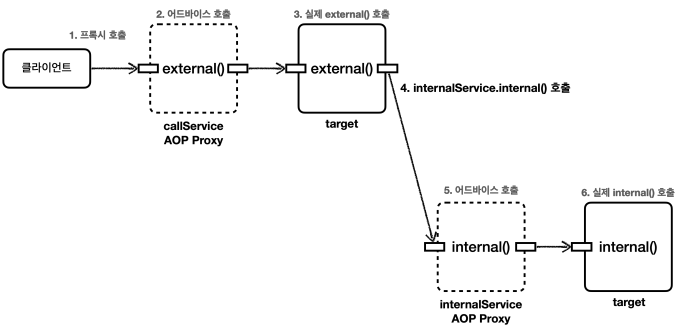 1. 프록시 호출
2. 어드바이스 호출
3. 실제 external() 호출
클라이언트
external()
external()
4. internalService.internal() 호출
callService
AOP Proxy
target
5. 어드바이스 호출
6. 실제 internal() 호출
internal()
internal()
internalService
AOP Proxy
target